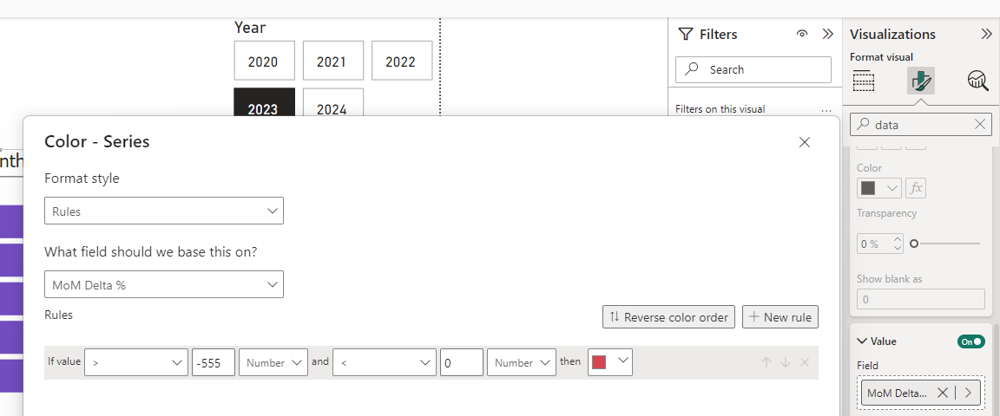 Year
2020 2021 2022
2023 2024
nth
Filters
Search
Filters on this visual ...
Visualizations
Format visual
data
Color
fx
Transparency
0 %
Show blank as
0
Value On
Field
MoM Delta...
Color - Series
Format style
Rules
What field should we base this on?
MoM Delta %
Rules
Reverse color order New rule
If value > -555 Number and < 0 Number then